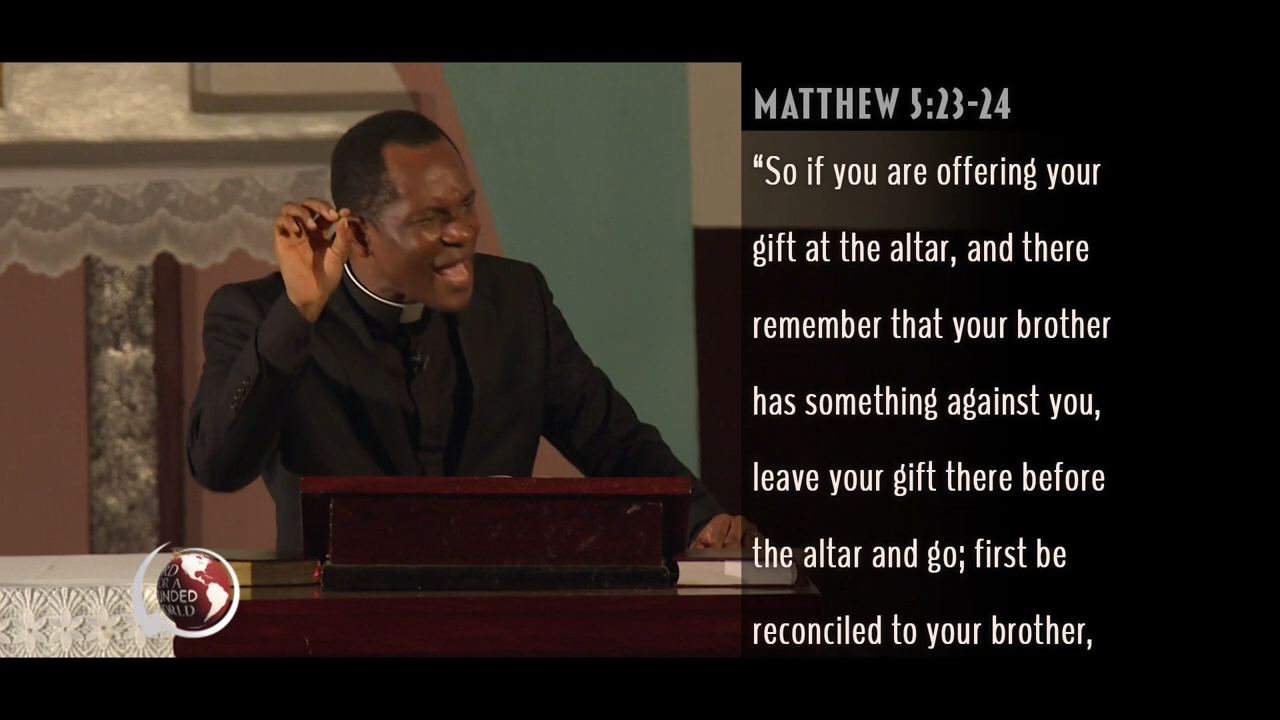 MATTHEW 5:23-24
“So if you are offering your
gift at the altar, and there
remember that your brother
has something against you,
leave your gift there before
the altar and go; first be
reconciled to your brother,
FOR A
WORLD